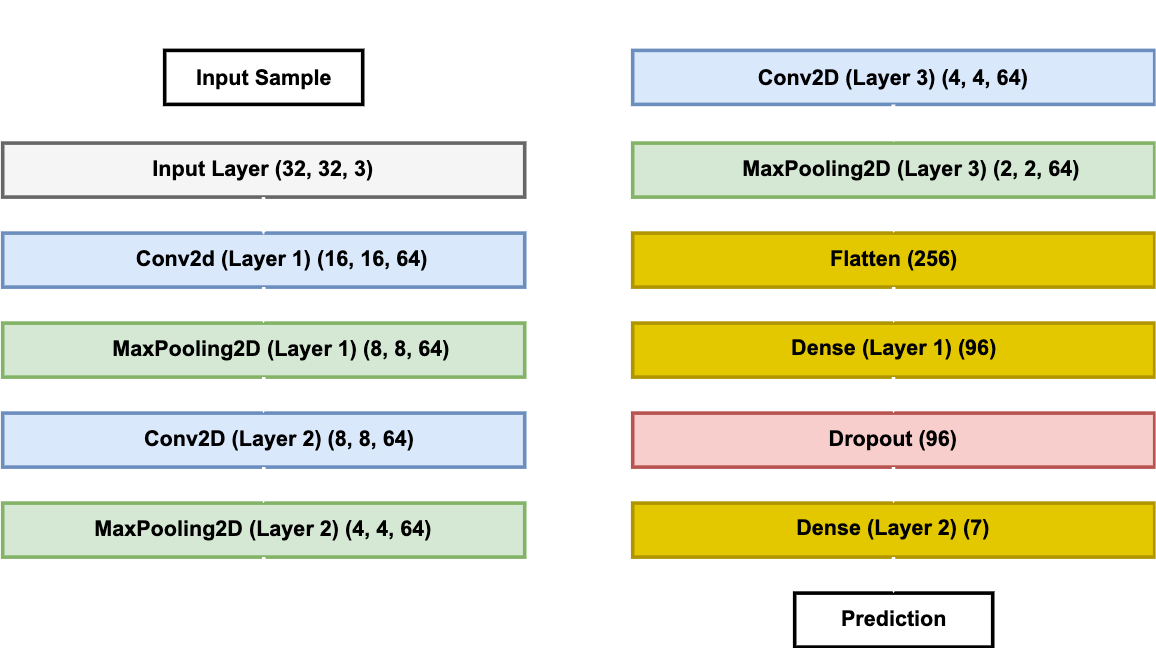 Input Sample
Input Layer (32, 32, 3)
Conv2d (Layer 1) (16, 16, 64)
MaxPooling2D (Layer 1) (8, 8, 64)
Conv2D (Layer 2) (8, 8, 64)
MaxPooling2D (Layer 2) (4, 4, 64)
Conv2D (Layer 3) (4, 4, 64)
MaxPooling2D (Layer 3) (2, 2, 64)
Flatten (256)
Dense (Layer 1) (96)
Dropout (96)
Dense (Layer 2) (7)
Prediction